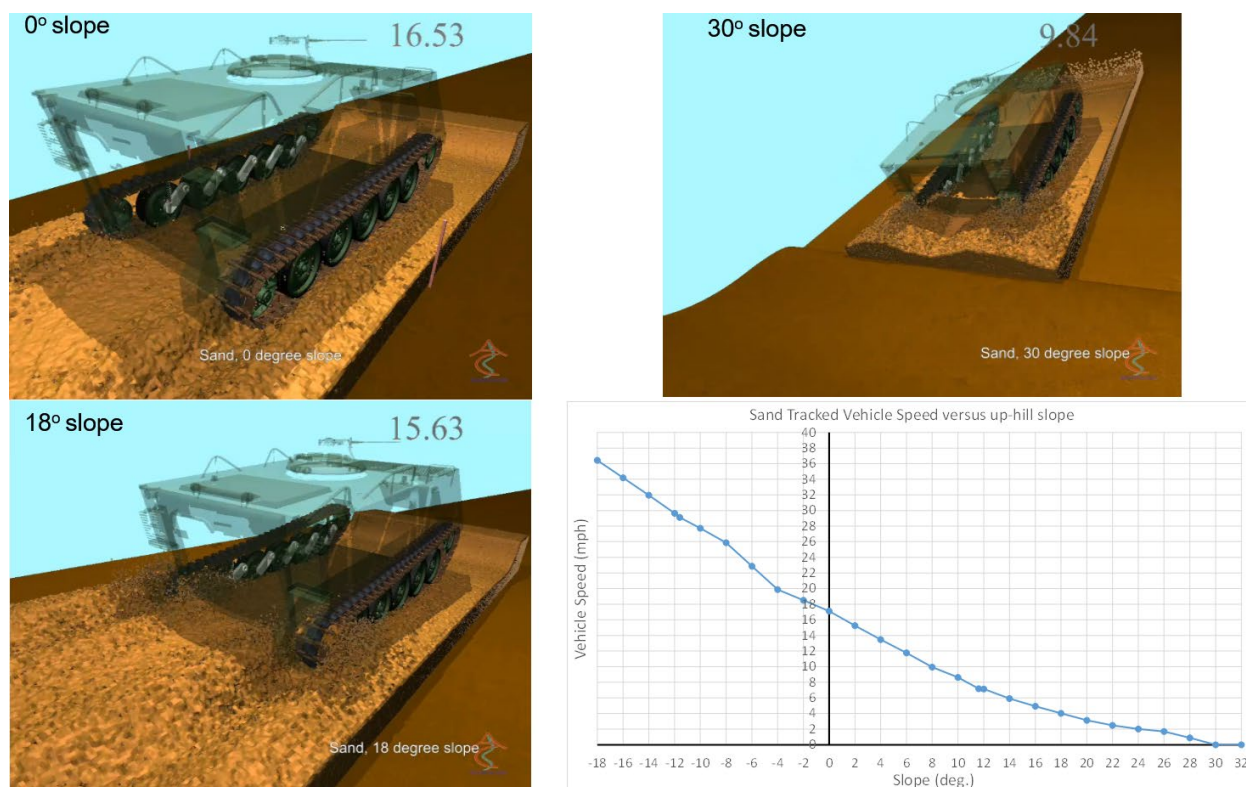 0° slope
16.53
Sand, 0 degree slope
30° slope
9.84
Sand, 30 degree slope
18° slope
15.63
Sand, 18 degree slope
Sand Tracked Vehicle Speed versus up-hill slope
Vehicle Speed (mph)
40
38
36
34
32
30
28
26
24
22
20
18
16
14
12
10
8
6
4
2
0
-18 -16 -14 -12 -10 -8 -6 -4 -2 0 2 4 6 8 10 12 14 16 18 20 22 24 26 28 30 32
Slope (deg.)